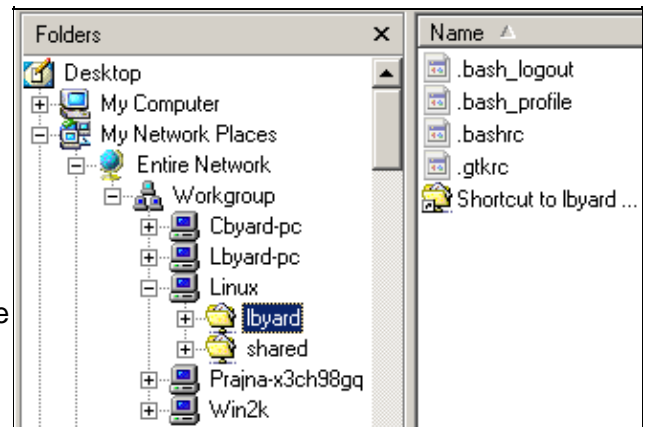 Folders
Desktop
My Computer
My Network Places
Entire Network
Workgroup
Cbyard-pc
Lbyard-pc
Linux
lbyard
shared
Prajna-x3ch98gq
Win2k
Name
.bash_logout
.bash_profile
.bashrc
.gtkrc
Shortcut to lbyard ...
e